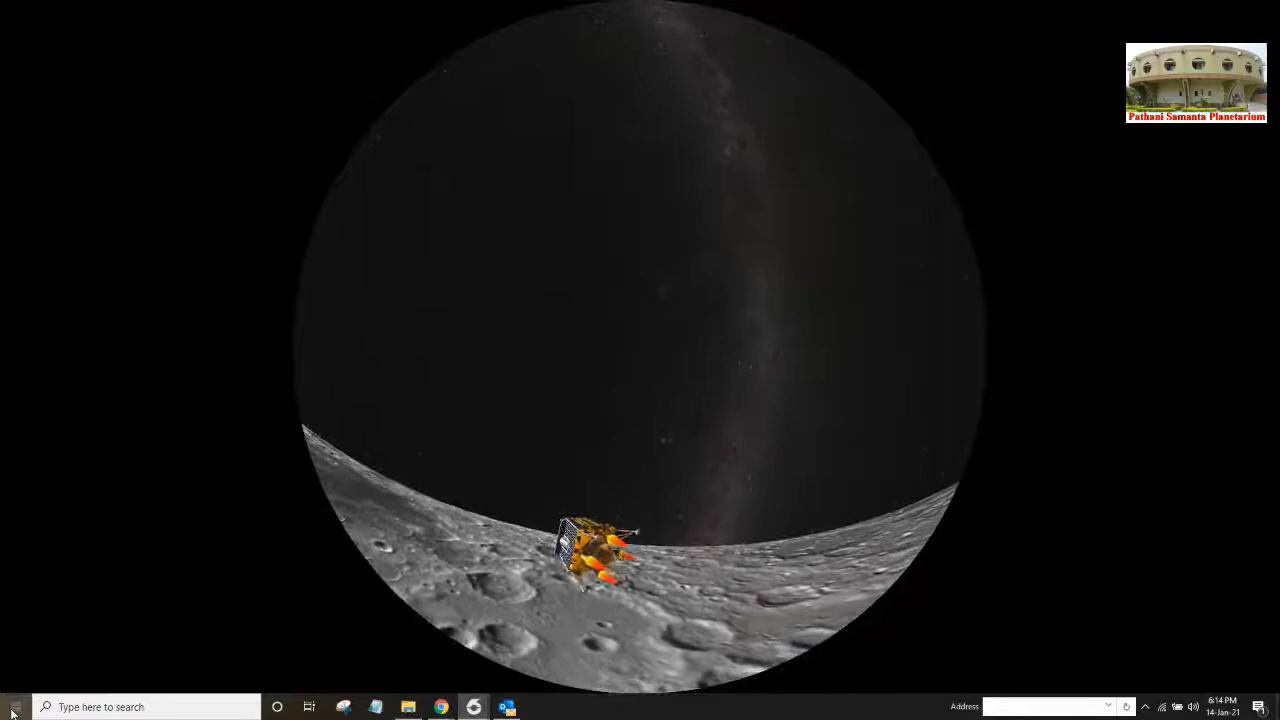 Pathani Samanta Planetarium
Type here to search
Address
6:14 PM
14-Jan-21